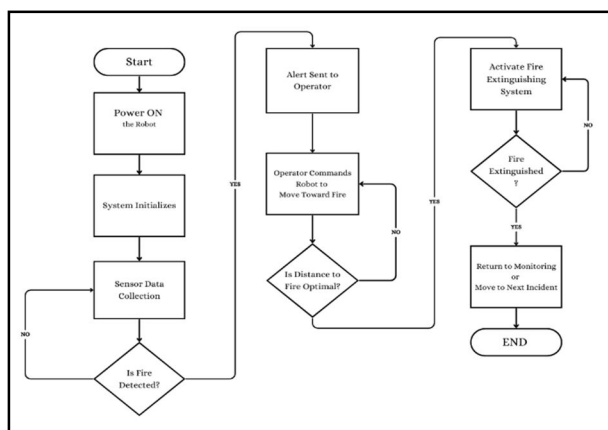 Start
Power ON
the Robot
System Initializes
Sensor Data
Collection
NO
Is Fire
Detected?
YES
Alert Sent to
Operator
Operator Commands
Robot to
Move Toward Fire
NO
Is Distance to
Fire Optimal?
YES
Activate Fire
Extinguishing
System
NO
Fire
Extinguished
?
YES
Return to Monitoring
or
Move to Next Incident
END